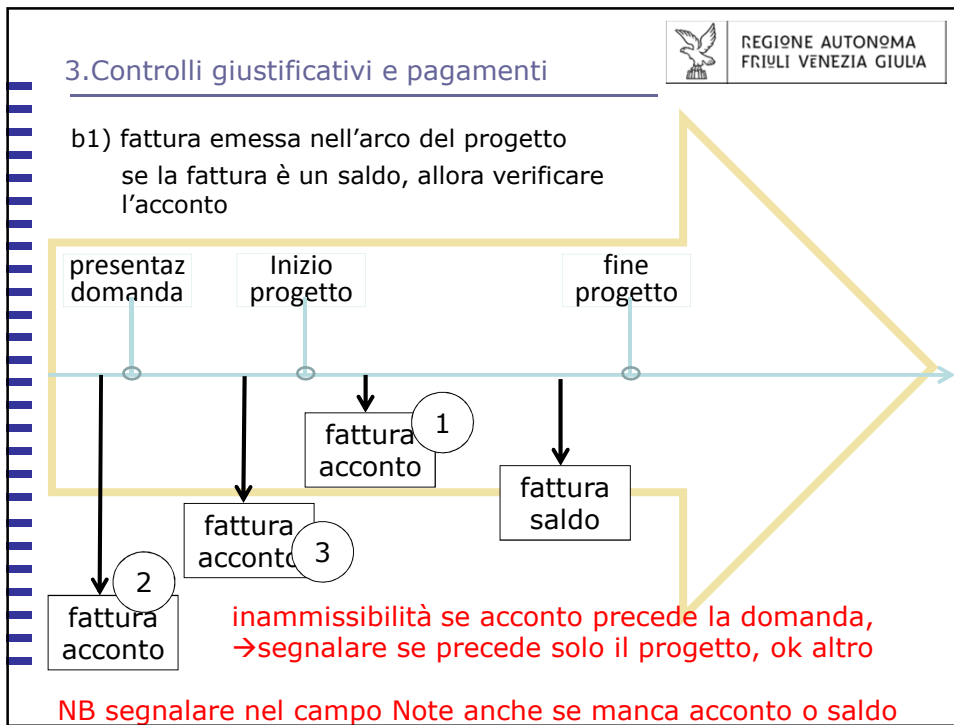 REGIONE AUTONOMA
FRIULI VENEZIA GIULIA
3.Controlli giustificativi e pagamenti
b1) fattura emessa nell'arco del progetto
se la fattura è un saldo, allora verificare
l'acconto
presentaz
domanda
Inizio
progetto
fine
progetto
1
fattura
acconto
fattura
saldo
fattura
acconto
3
2
fattura
acconto
inammissibilità se acconto precede la domanda,
→segnalare se precede solo il progetto, ok altro
NB segnalare nel campo Note anche se manca acconto o saldo